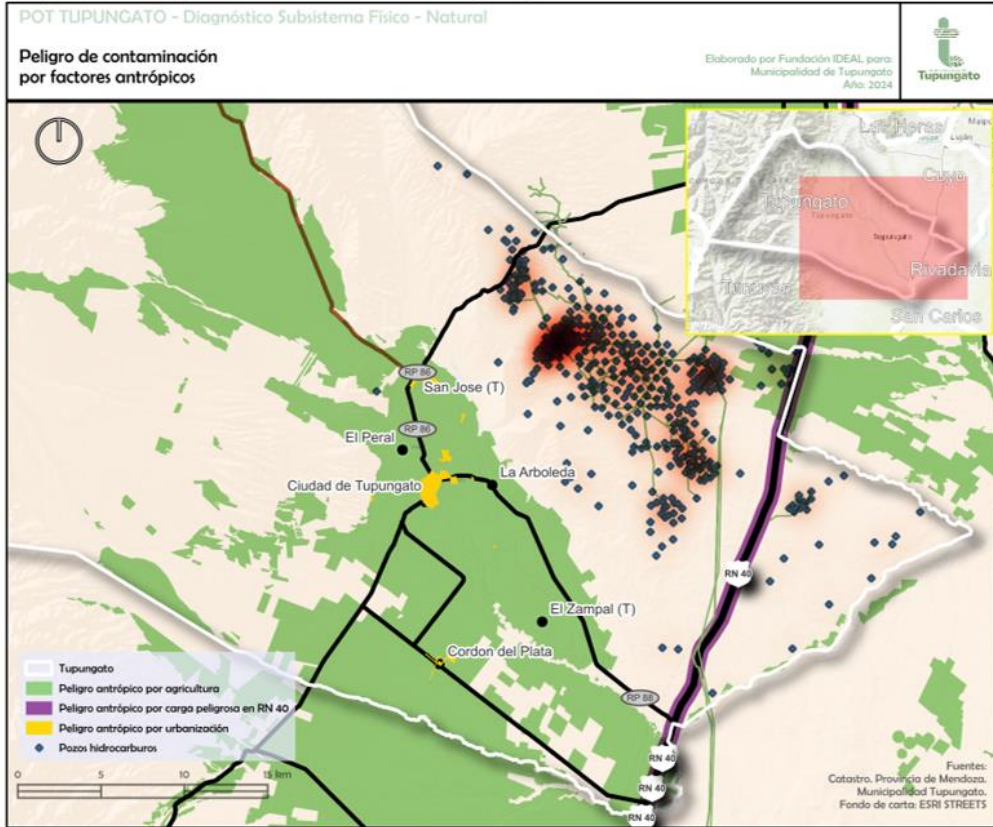 POT TUPUNGATO - Diagnóstico Subsistema Físico - Natural
Peligro de contaminación
por factores antrópicos
Elaborado por Fundación IDEAL para:
Municipalidad de Tupungato
Año: 2024
Tupungato
Las Heras
Luján
Cuyo
Tupungato
Tupungato
Tupungato
Rivadavia
San Carlos
RP 86
San Jose (T)
RP 86
El Peral
La Arboleda
Ciudad de Tupungato
RN 40
El Zampal (T)
Cordon del Plata
RP 88
Tupungato
Peligro antrópico por agricultura
Peligro antrópico por carga peligrosa en RN 40
Peligro antrópico por urbanización
Pozos hidrocarburos
RN 40
RN 40
RN 40
0 5 10 15 km
Fuentes:
Catastro. Provincia de Mendoza.
Municipalidad Tupungato.
Fondo de carta: ESRI STREETS